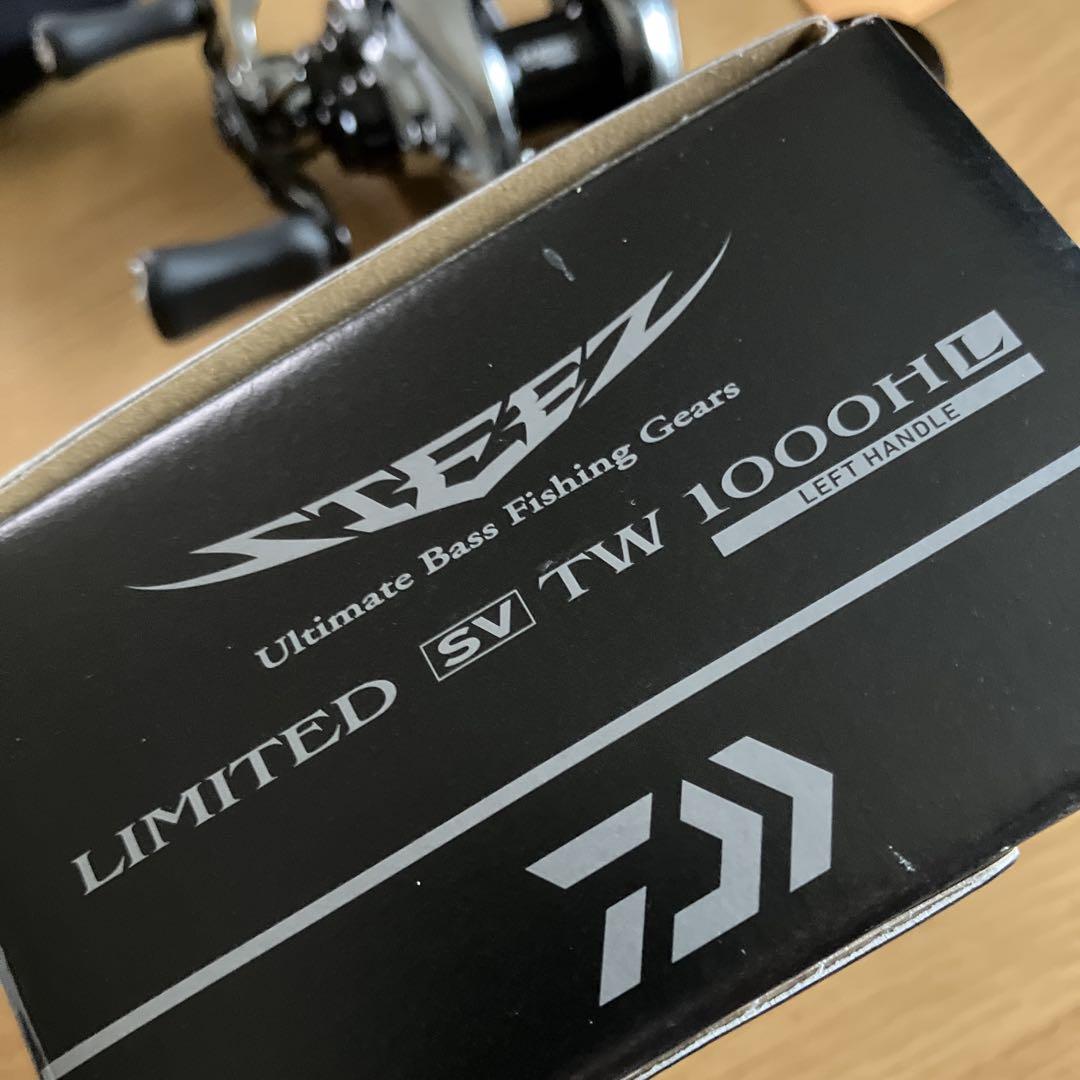 STEEZ
Ultimate Bass Fishing Gears
LIMITED SV TW 1000HL
LEFT HANDLE